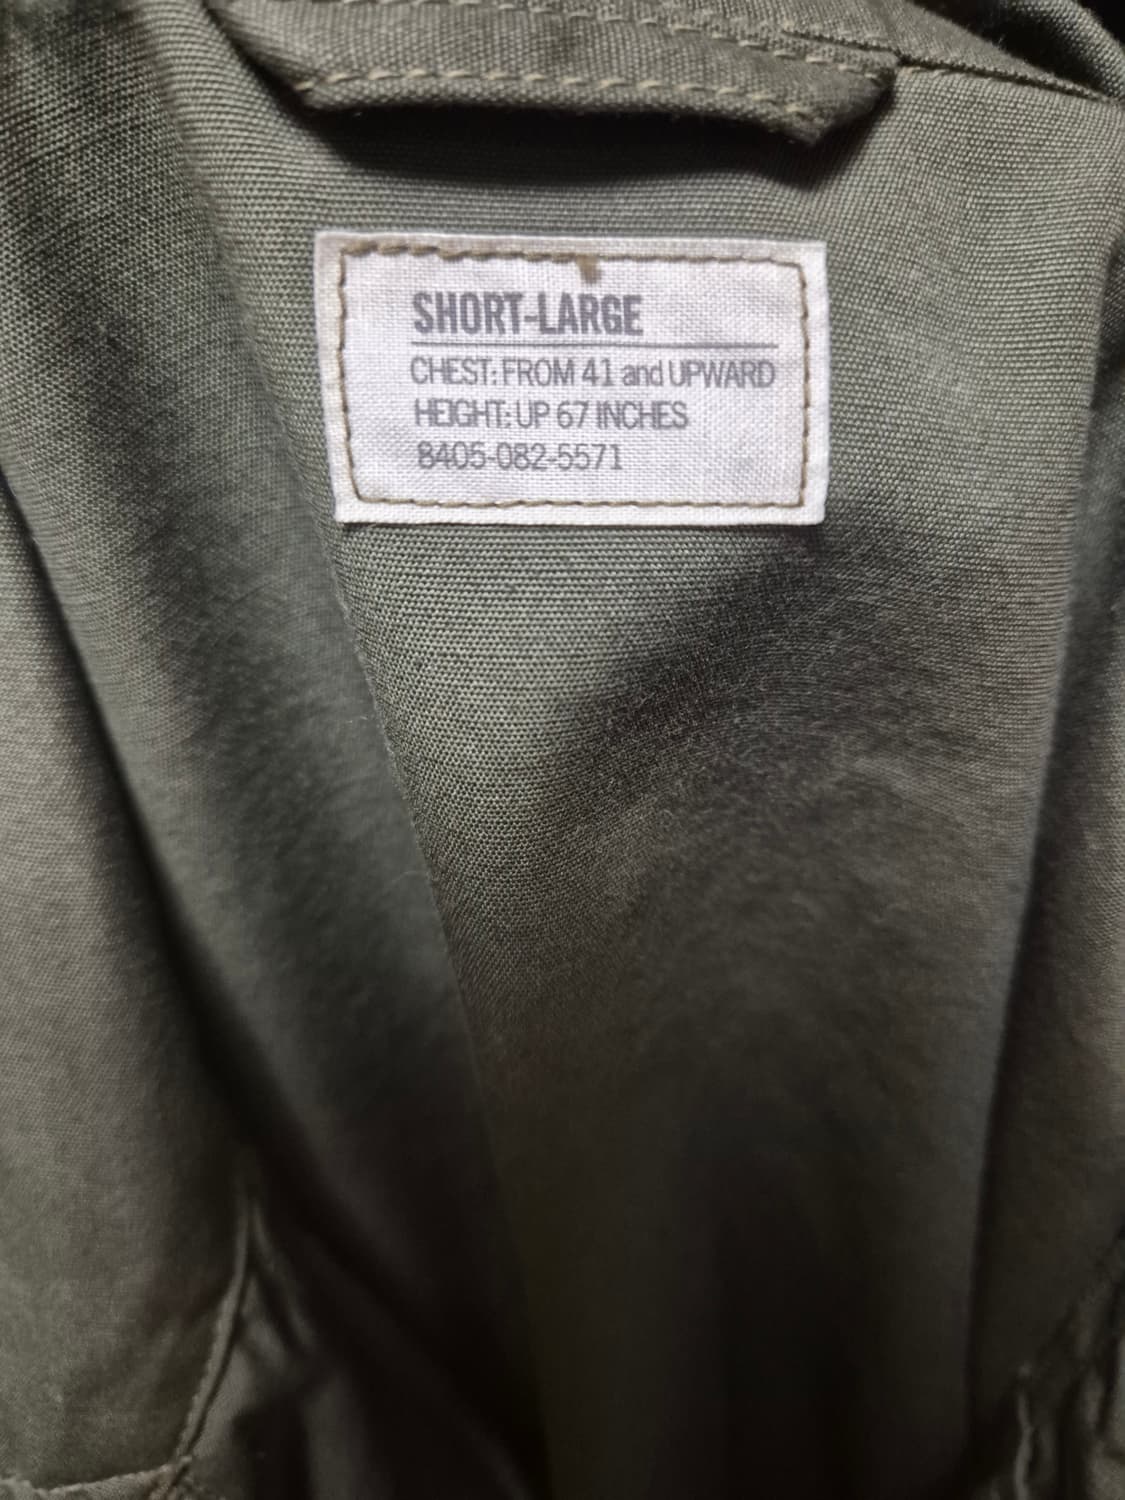 SHORT-LARGE
CHEST: FROM 41 and UPWARD
HEIGHT: UP 67 INCHES
8405-082-5571